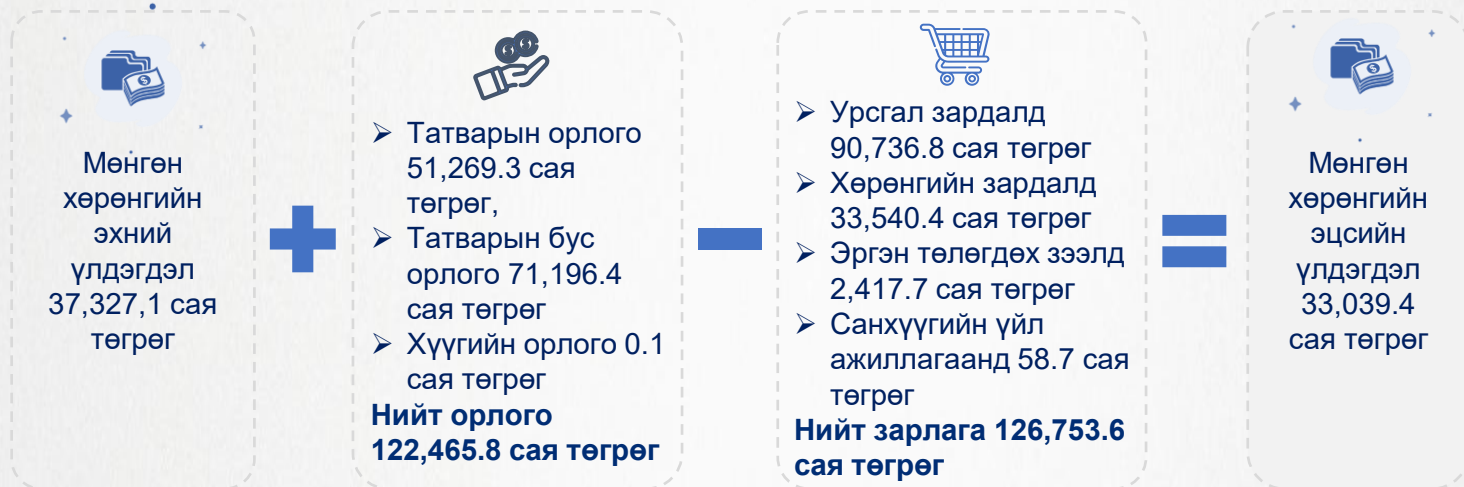 Мөнгөн
хөрөнгийн
эхний
үлдэгдэл
37,327,1 сая
төгрөг
➢ Татварын орлого
51,269.3 сая
төгрөг,
➢ Татварын бус
орлого 71,196.4
сая төгрөг
➢ Хүүгийн орлого 0.1
сая төгрөг
Нийт орлого
122,465.8 сая төгрөг
➢ Урсгал зардалд
90,736.8 сая төгрөг
➢ Хөрөнгийн зардалд
33,540.4 сая төгрөг
➢ Эргэн төлөгдөх зээлд
2,417.7 сая төгрөг
➢ Санхүүгийн үйл
ажиллагаанд 58.7 сая
төгрөг
Нийт зарлага 126,753.6
сая төгрөг
Мөнгөн
хөрөнгийн
эцсийн
үлдэгдэл
33,039.4
сая төгрөг